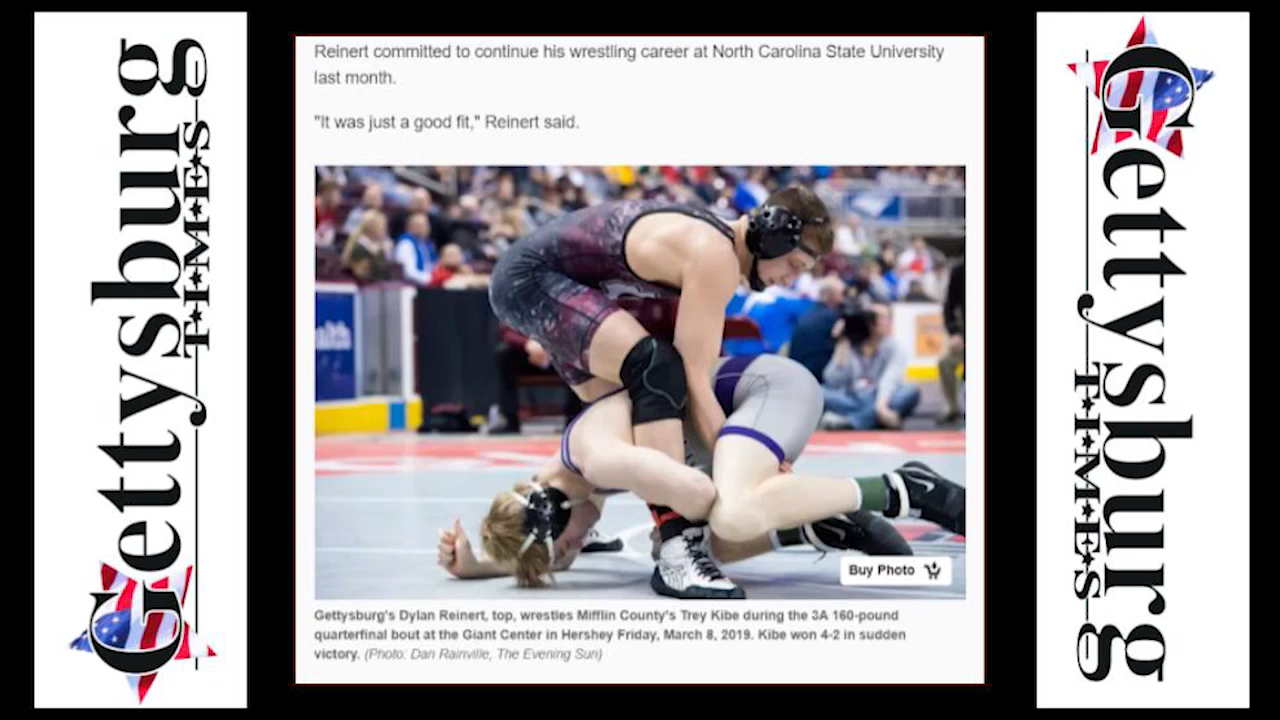 Gettysburg
TIMES
Reinert committed to continue his wrestling career at North Carolina State University
last month.
"It was just a good fit," Reinert said.
Buy Photo
Gettysburg's Dylan Reinert, top, wrestles Mifflin County's Trey Kibe during the 3A 160-pound
quarterfinal bout at the Giant Center in Hershey Friday, March 8, 2019. Kibe won 4-2 in sudden
victory. (Photo: Dan Rainville, The Evening Sun)
Gettysburg
TIMES